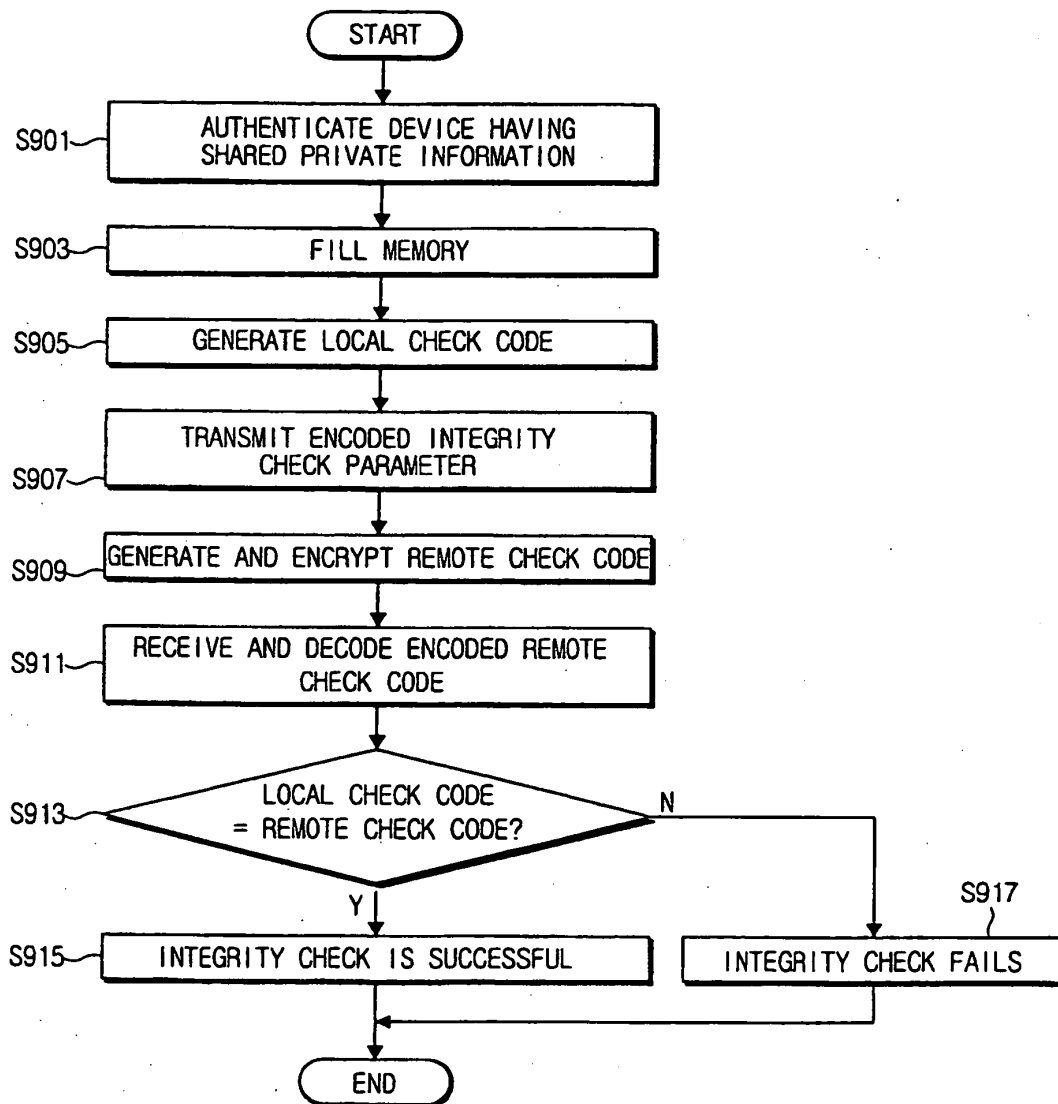 START
S901
AUTHENTICATE DEVICE HAVING
SHARED PRIVATE INFORMATION
S903
FILL MEMORY
S905
GENERATE LOCAL CHECK CODE
TRANSMIT ENCODED INTEGRITY
CHECK PARAMETER
S907
GENERATE AND ENCRYPT REMOTE CHECK CODE
S909
RECEIVE AND DECODE ENCODED REMOTE
S911
CHECK CODE
S913
LOCAL CHECK CODE
= REMOTE CHECK CODE?
N
Y
S917
S915
INTEGRITY CHECK IS SUCCESSFUL
INTEGRITY CHECK FAILS
END